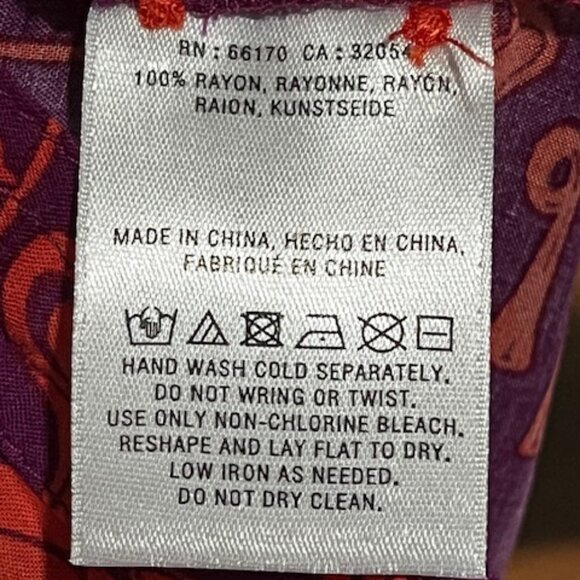 RN : 66170 CA : 32054
100% RAYON, RAYONNE, RAYÓN,
RAION, KUNSTSEIDE
MADE IN CHINA, HECHO EN CHINA,
FABRIQUÉ EN CHINE
HAND WASH COLD SEPARATELY.
DO NOT WRING OR TWIST.
USE ONLY NON-CHLORINE BLEACH.
RESHAPE AND LAY FLAT TO DRY.
LOW IRON AS NEEDED.
DO NOT DRY CLEAN.